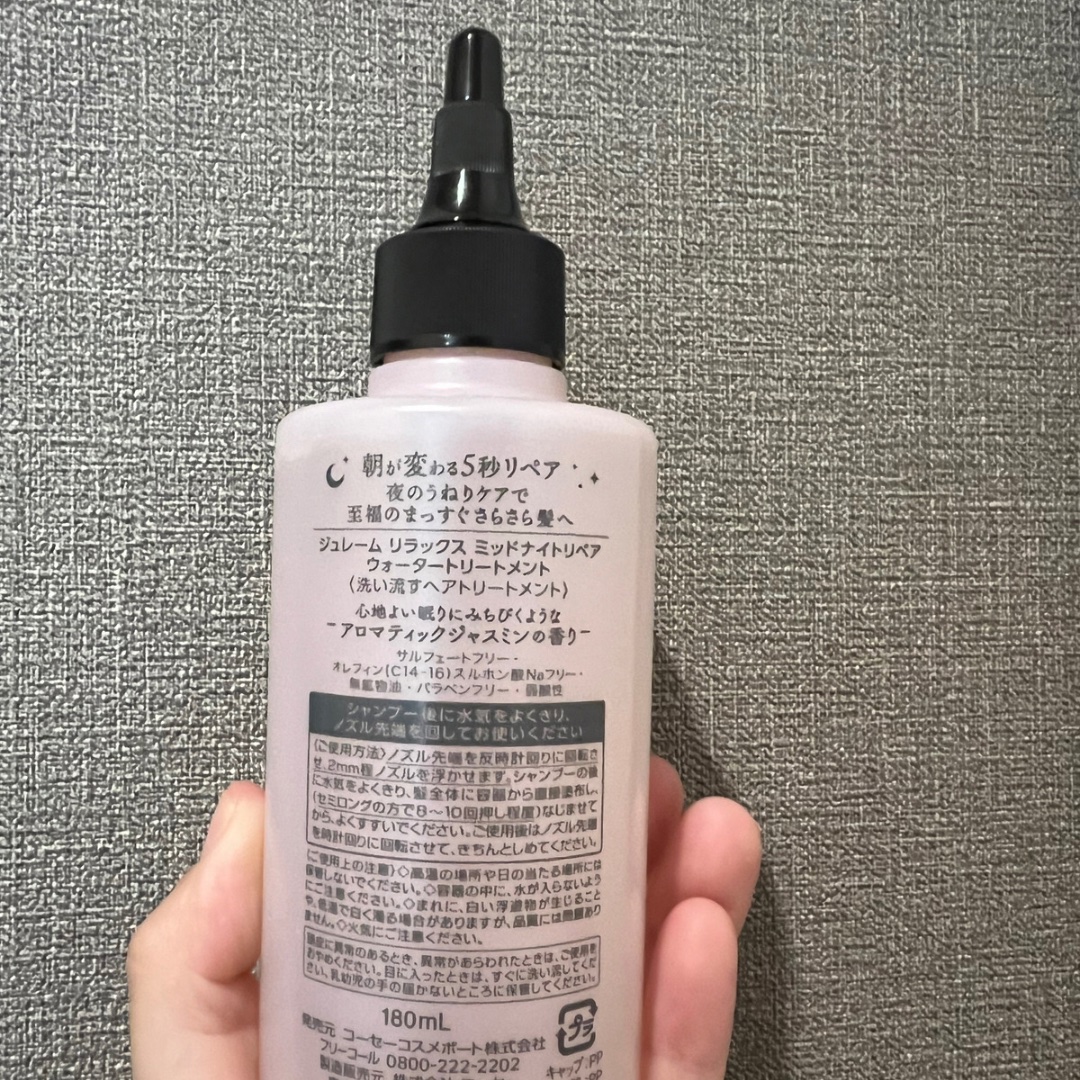 朝が変わる5秒リペア
夜のうねりケアで
至福のまっすぐさらさら髪へ
ジュレーム リラックス ミッドナイトリペア
ウォータートリートメント
(洗い流すヘアトリートメント)
心地よい眠りにみちびくような
-アロマティックジャスミンの香り-
サルフェートフリー・
オレフィン(C14-16)スルホン酸Naフリー・
無鉱物油・パラベンフリー・弱酸性
シャンプー後に水気をよくきり、
ノズル先端を回してお使いください
〈ご使用方法〉ノズル先端を反時計回りに回転さ
せ、2mm程ノズルを浮かせます。シャンプーの後
に水気をよくきり、髪全体に容器から直接塗布し、
(セミロングの方で8〜10回押し程度)なじませて
から、よくすすいでください。ご使用後はノズル先端
を時計回りに回転させて、きちんとしめてください。
〈ご使用上の注意〉◇高温の場所や日の当たる場所には
保管しないでください。◇容器の中に、水が入らないよう
にご注意ください。◇まれに、白い浮遊物が生じること
や、低温で白く濁る場合がありますが、品質には問題あり
ません。◇火気にご注意ください。
頭皮に異常のあるとき、異常があらわれたときは、ご使用を
おやめください。目に入ったときは、すぐに洗い流してくだ
さい。乳幼児の手の届かないところに保管してください。
180mL
発売元 コーセーコスメポート株式会社
フリーコール 0800-222-2202
製造販売元 株式会社
プラ
キャップ:PP
:PP